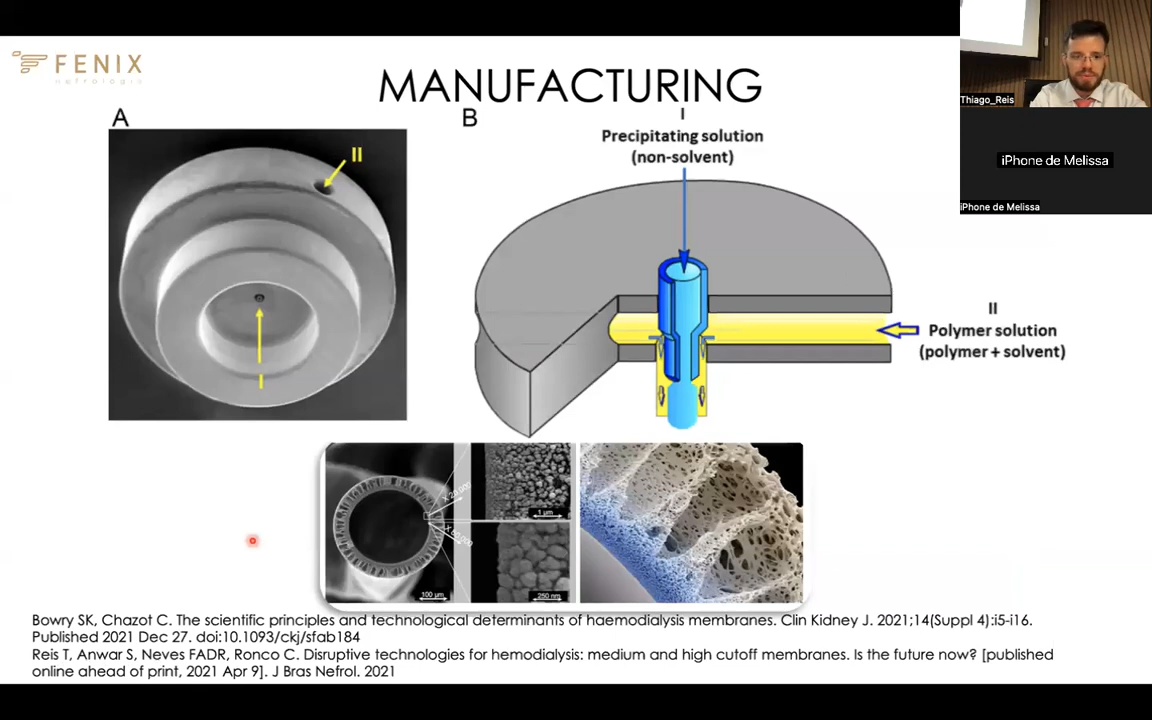 FENIX
nefrologia
MANUFACTURING
A
II
I
B
I
Precipitating solution
(non-solvent)
II
Polymer solution
(polymer + solvent)
X 20,000
X 50,000
100 µm
1 µm
250 nm
Bowry SK, Chazot C. The scientific principles and technological determinants of haemodialysis membranes. Clin Kidney J. 2021;14(Suppl 4):i5-i16.
Published 2021 Dec 27. doi:10.1093/ckj/sfab184
Reis T, Anwar S, Neves FADR, Ronco C. Disruptive technologies for hemodialysis: medium and high cutoff membranes. Is the future now? [published
online ahead of print, 2021 Apr 9]. J Bras Nefrol. 2021
Thiago_Reis
iPhone de Melissa
iPhone de Melissa